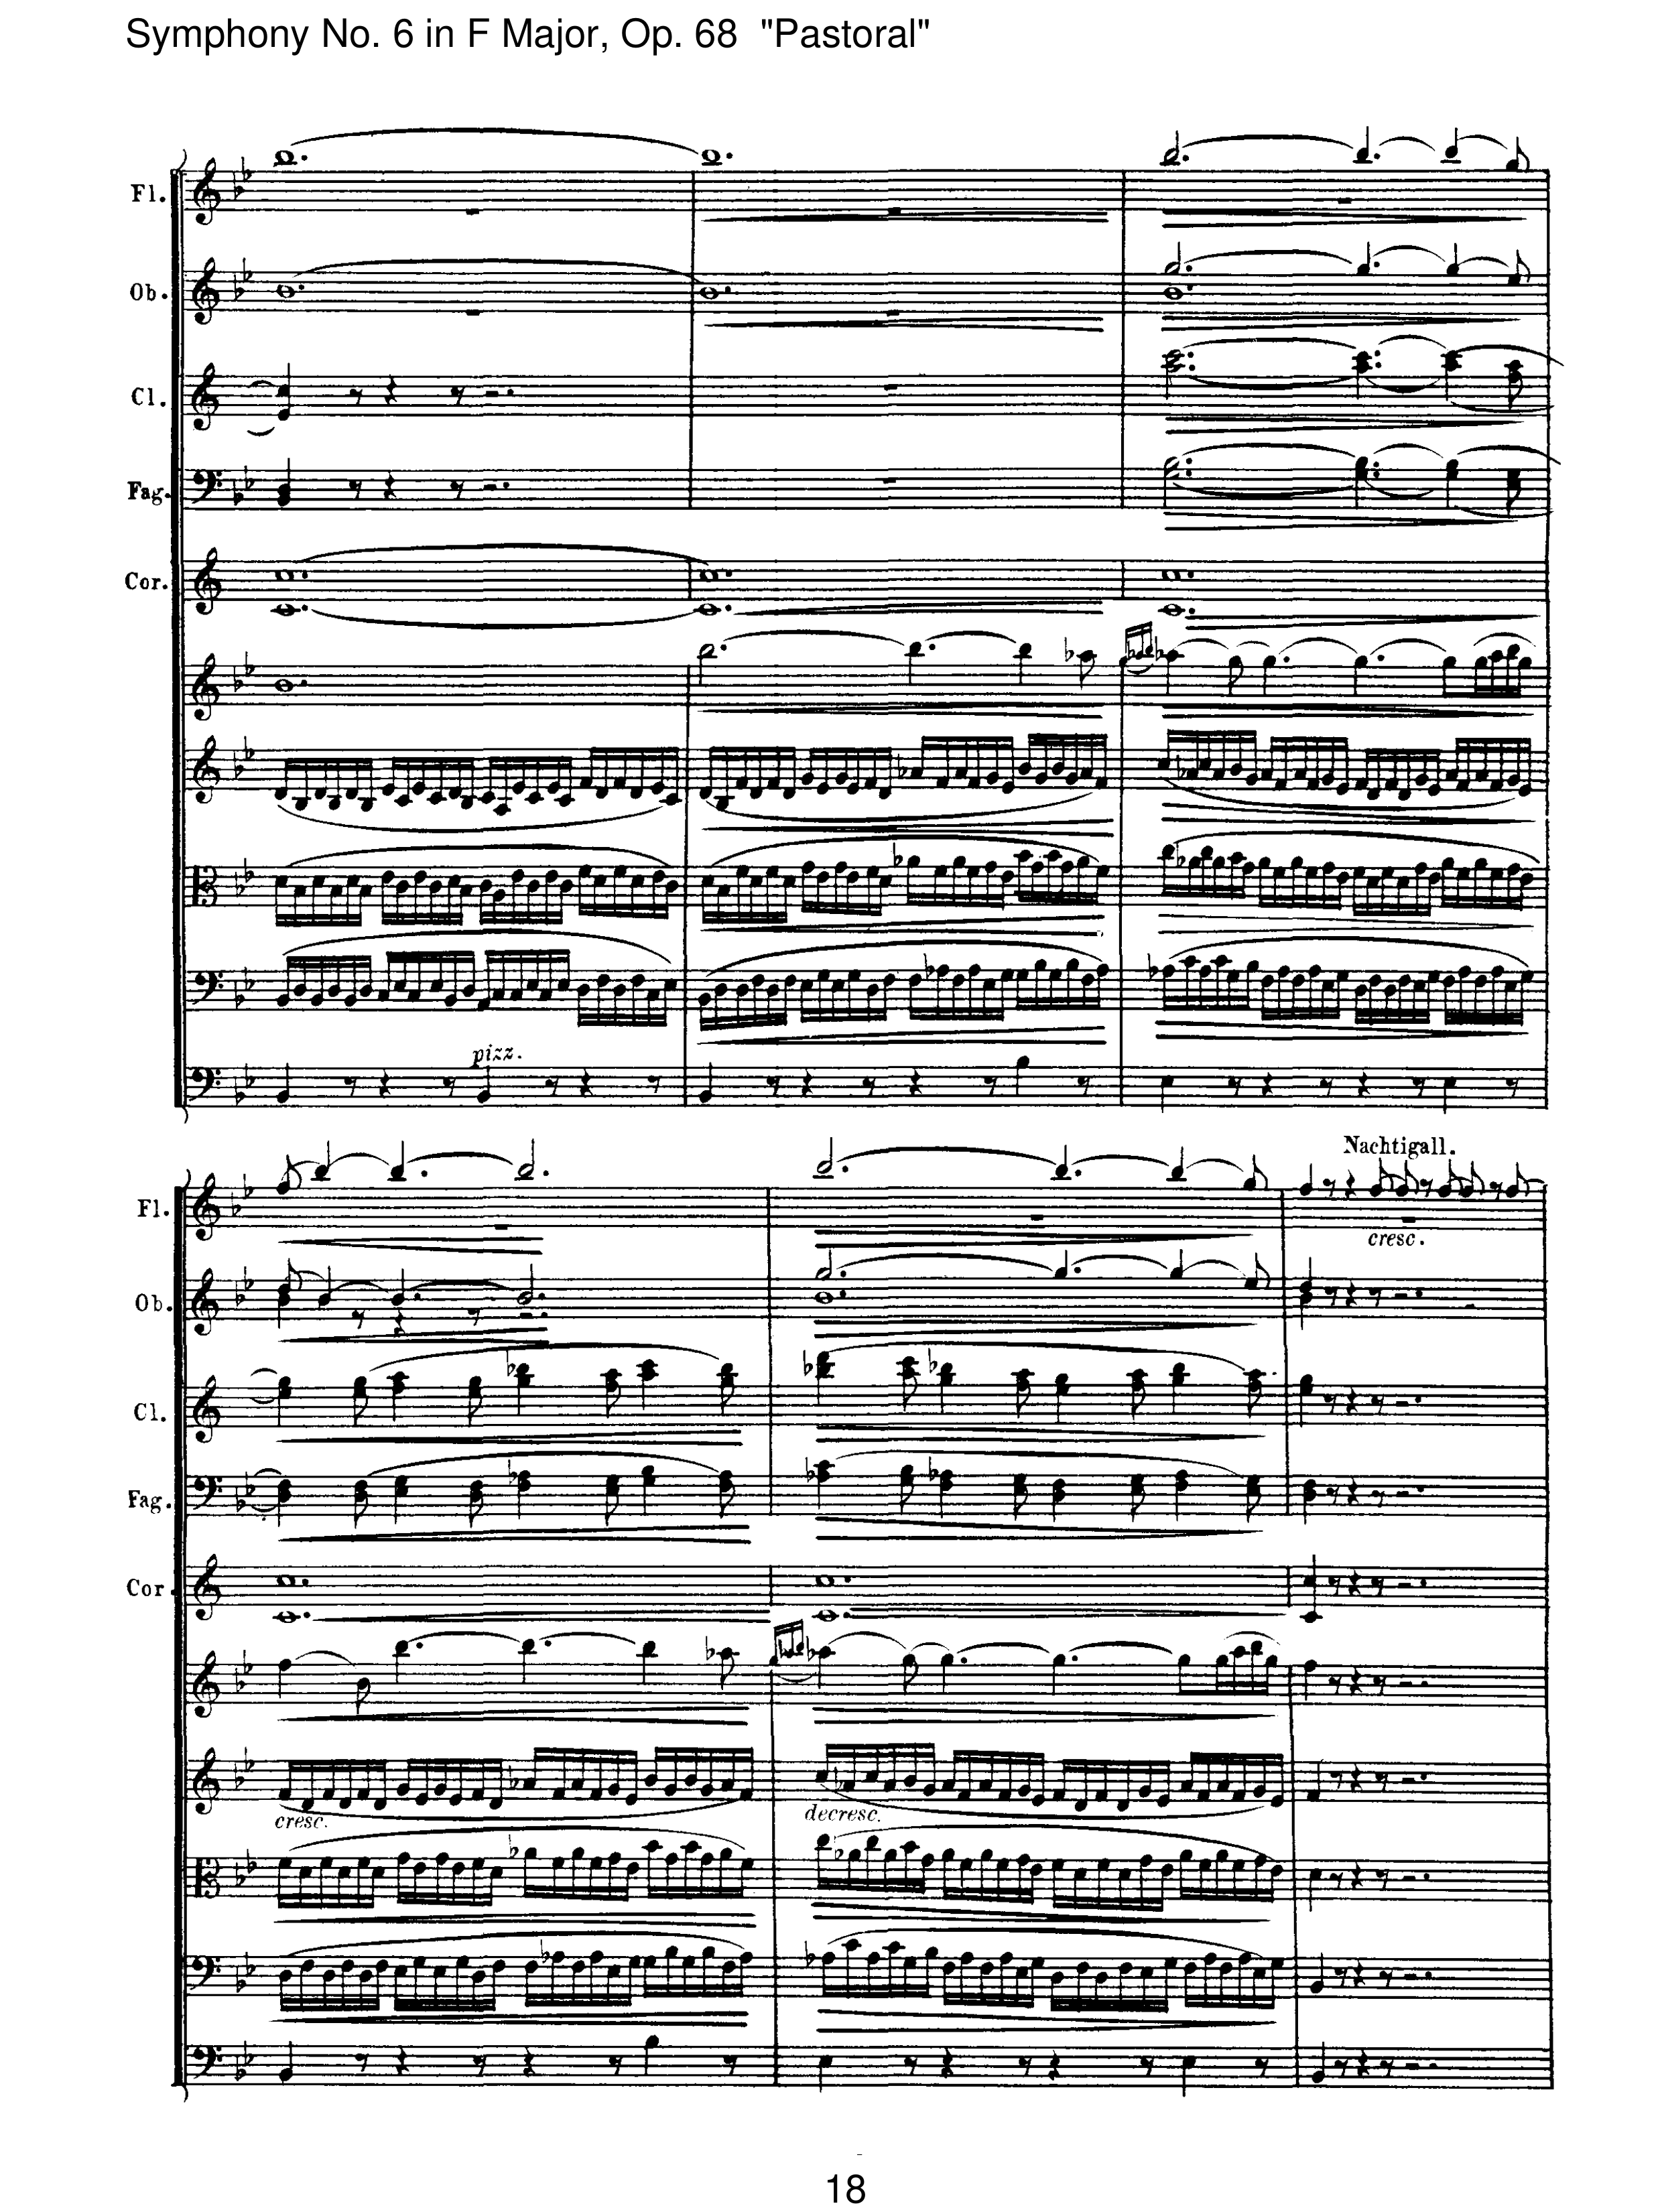 Symphony No. 6 in F Major, Op. 68 "Pastoral"
Fl.
Ob.
Cl.
Fag.
Cor.
pizz.
Nachtigall.
Fl.
cresc.
Ob.
Cl.
Fag.
Cor.
cresc.
decresc.
18